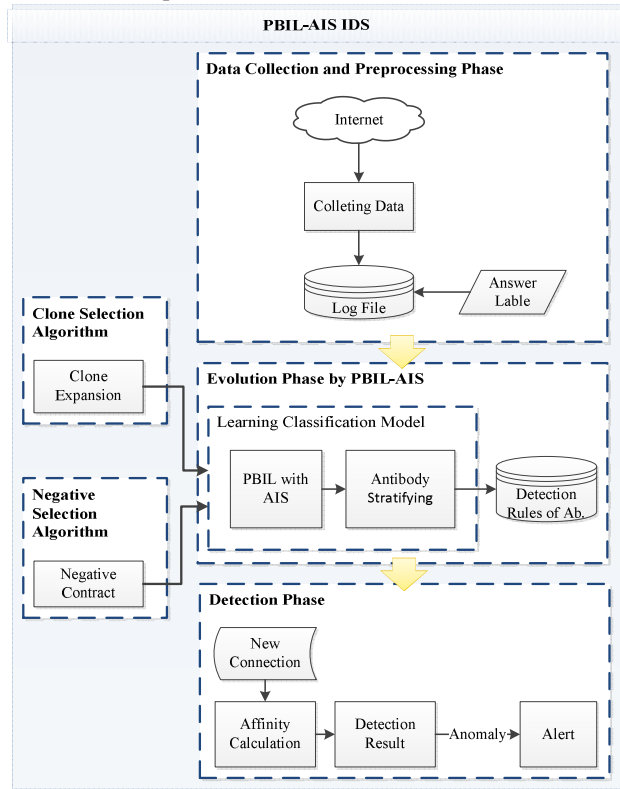 PBIL-AIS IDS
Data Collection and Preprocessing Phase
Internet
Colleting Data
Log File
Answer
Lable
Clone Selection
Algorithm
Clone
Expansion
Evolution Phase by PBIL-AIS
Learning Classification Model
PBIL with
AIS
Antibody
Stratifying
Detection
Rules of Ab.
Negative
Selection
Algorithm
Negative
Contract
Detection Phase
New
Connection
Affinity
Calculation
Detection
Result
Anomaly
Alert